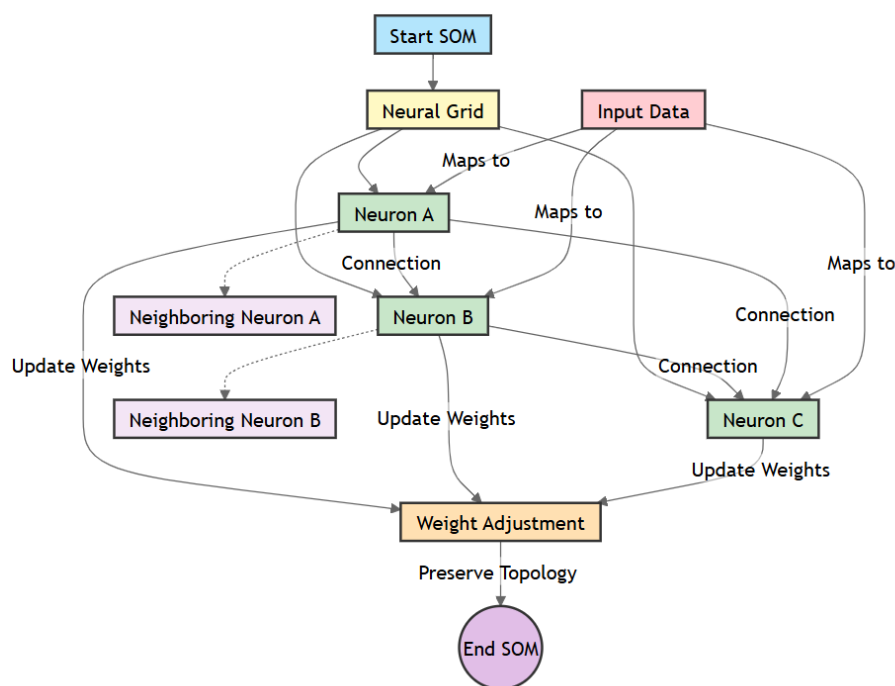 Start SOM
Neural Grid
Input Data
Maps to
Neuron A
Maps to
Connection
Maps to
Neighboring Neuron A
Neuron B
Connection
Update Weights
Connection
Neighboring Neuron B
Update Weights
Neuron C
Update Weights
Weight Adjustment
Preserve Topology
End SOM